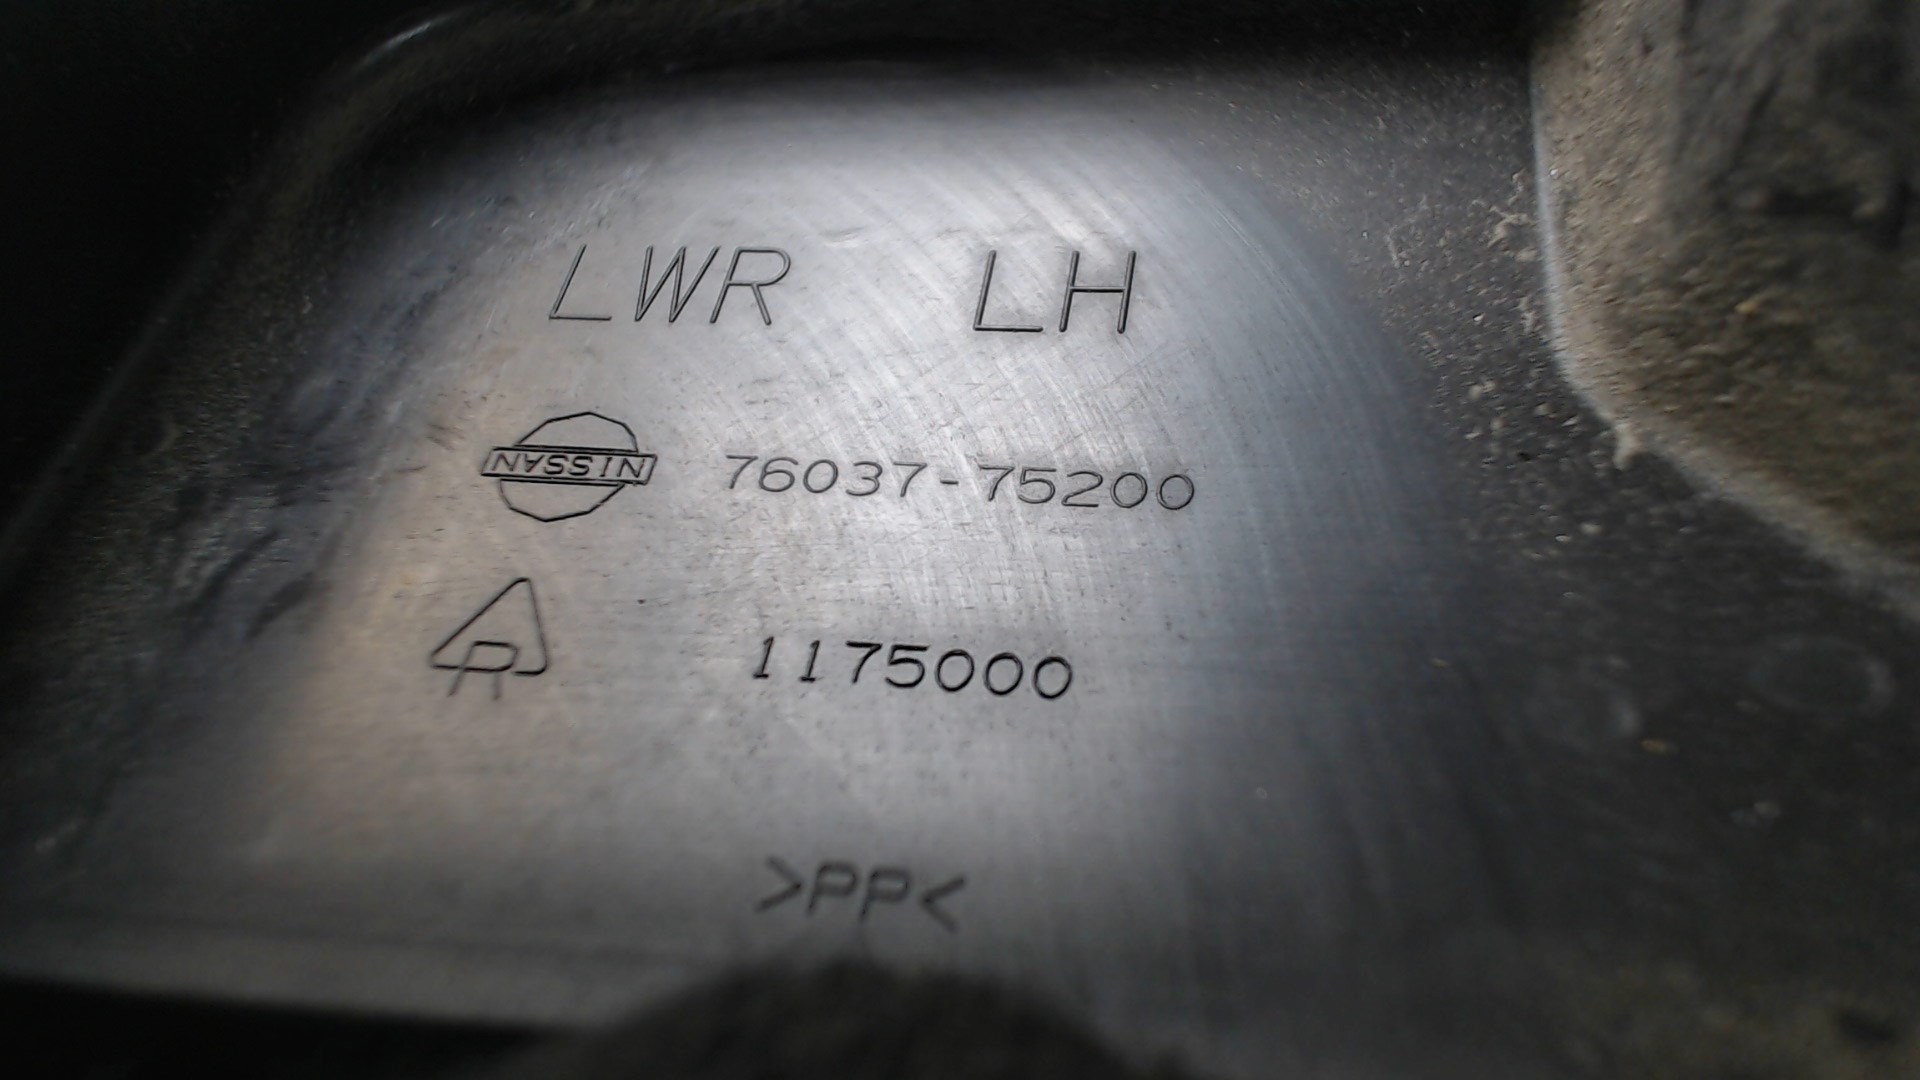 LWR LH
NISSAN 76037-75200
R 1175000
>PP<